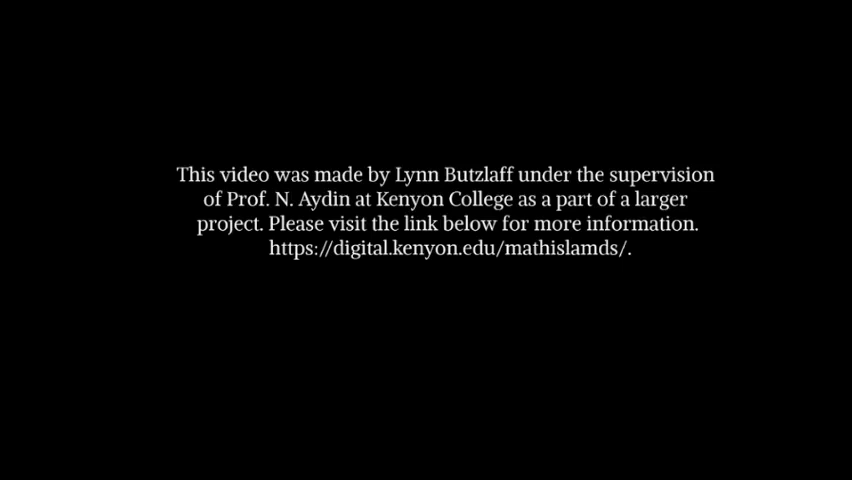 This video was made by Lynn Butzlaff under the supervision
of Prof. N. Aydin at Kenyon College as a part of a larger
project. Please visit the link below for more information.
https://digital.kenyon.edu/mathislamds/.